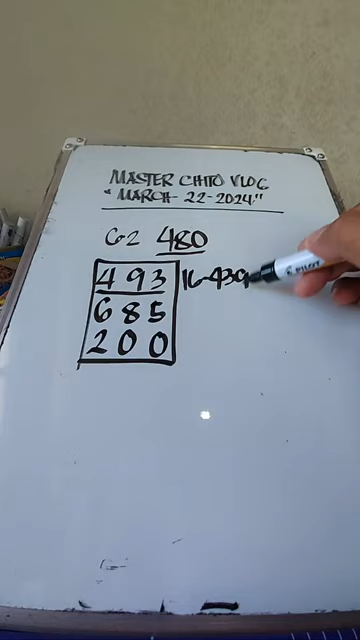 MASTER CHITO VLOG
"MARCH-22-2024"
G2 480
4 9 3 16-439
6 8 5
2 0 0
PILOT